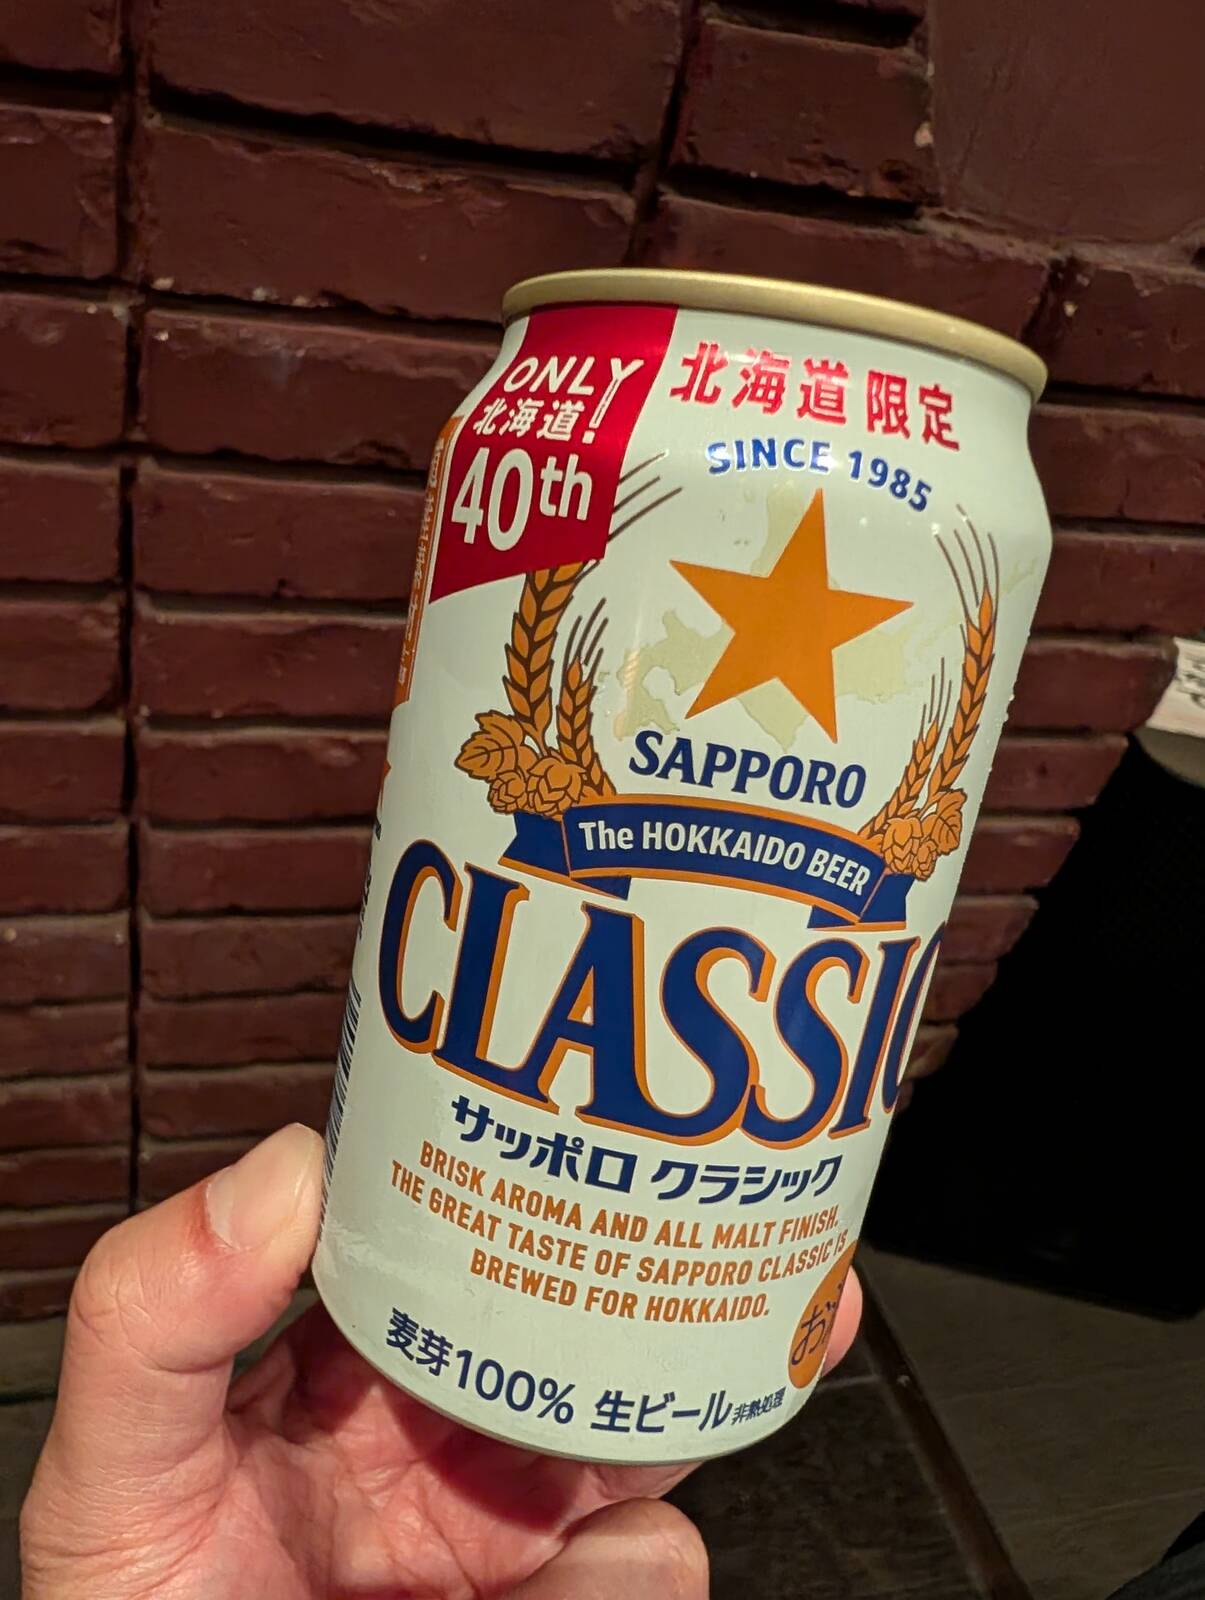 ONLY
北海道!
40th
北海道限定
SINCE 1985
SAPPORO
The HOKKAIDO BEER
CLASSIC
サッポロ クラシック
BRISK AROMA AND ALL MALT FINISH.
THE GREAT TASTE OF SAPPORO CLASSIC IS
BREWED FOR HOKKAIDO.
麦芽100% 生ビール 非熱処理
お